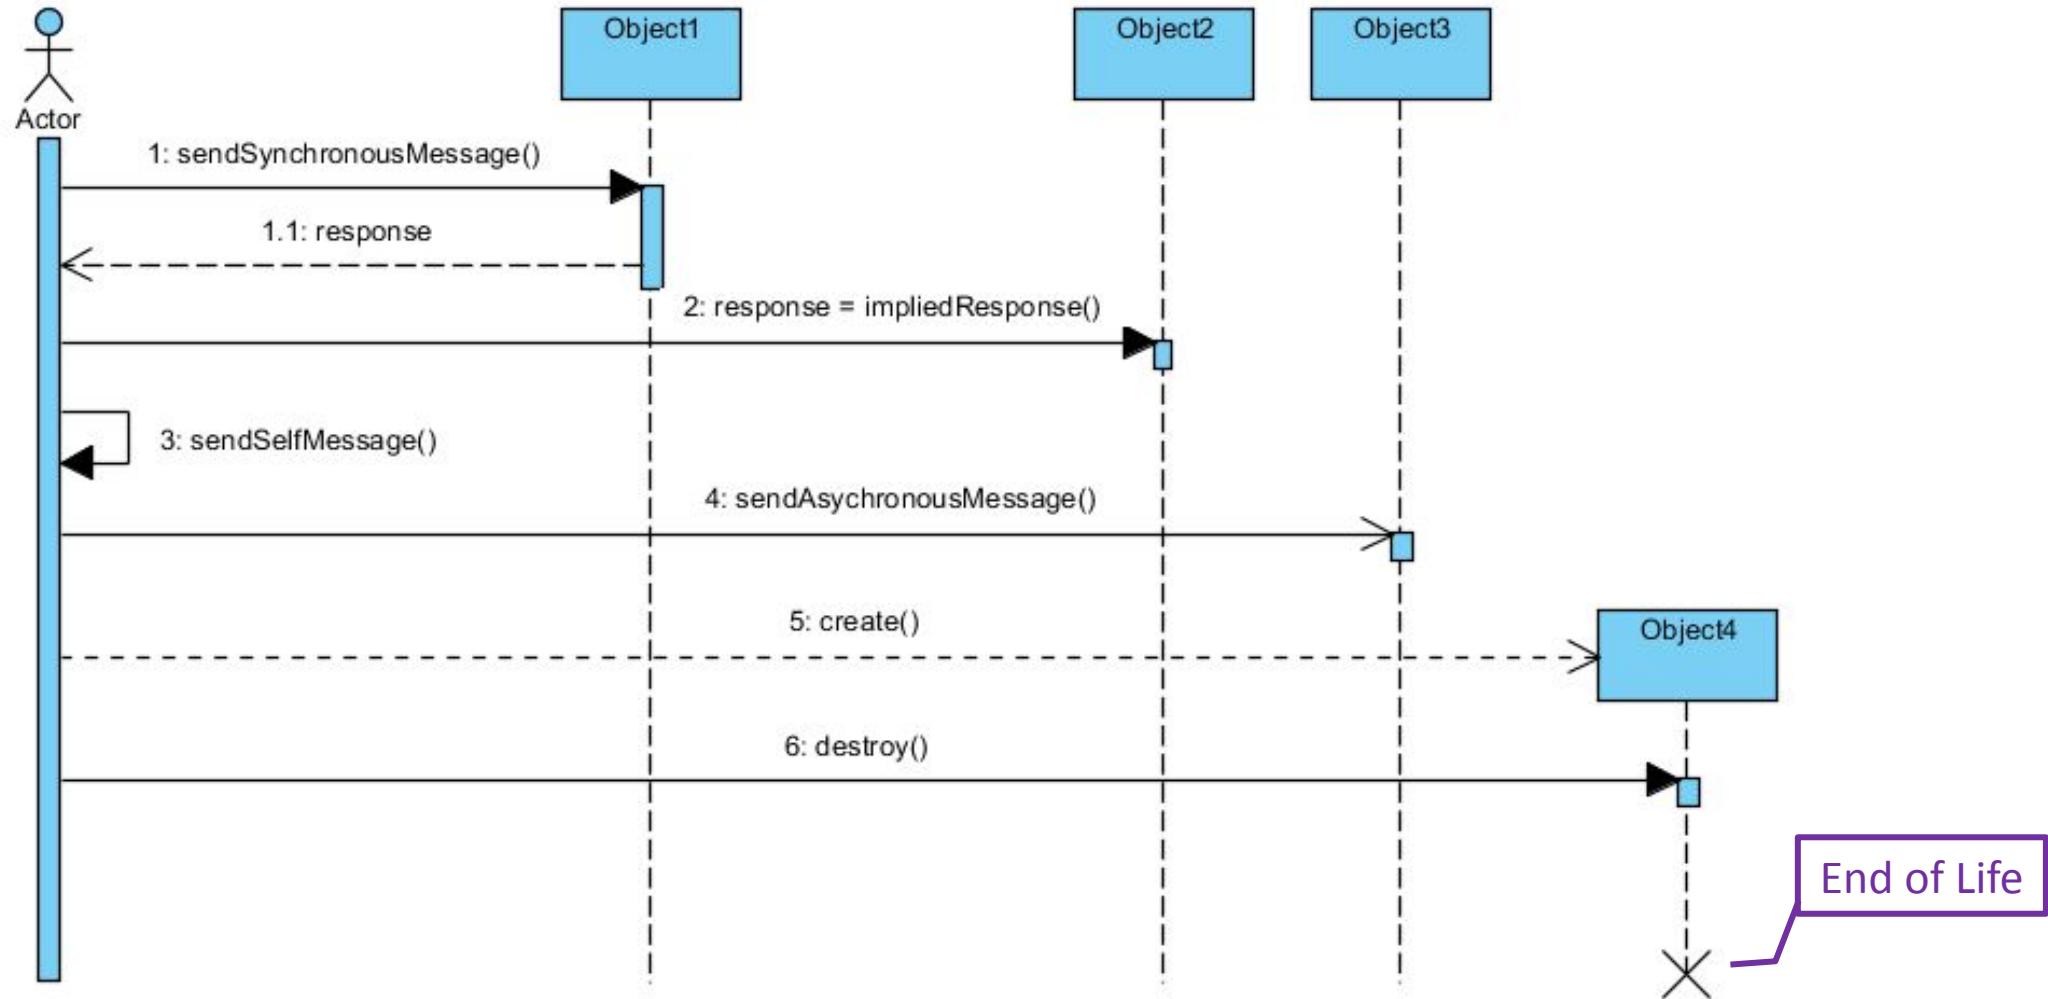 Object1
Object2
Object3
Actor
1: sendSynchronousMessage()
1.1: response
2: response = impliedResponse()
3: sendSelfMessage()
4: sendAsychronousMessage()
5: create()
Object4
6: destroy()
End of Life